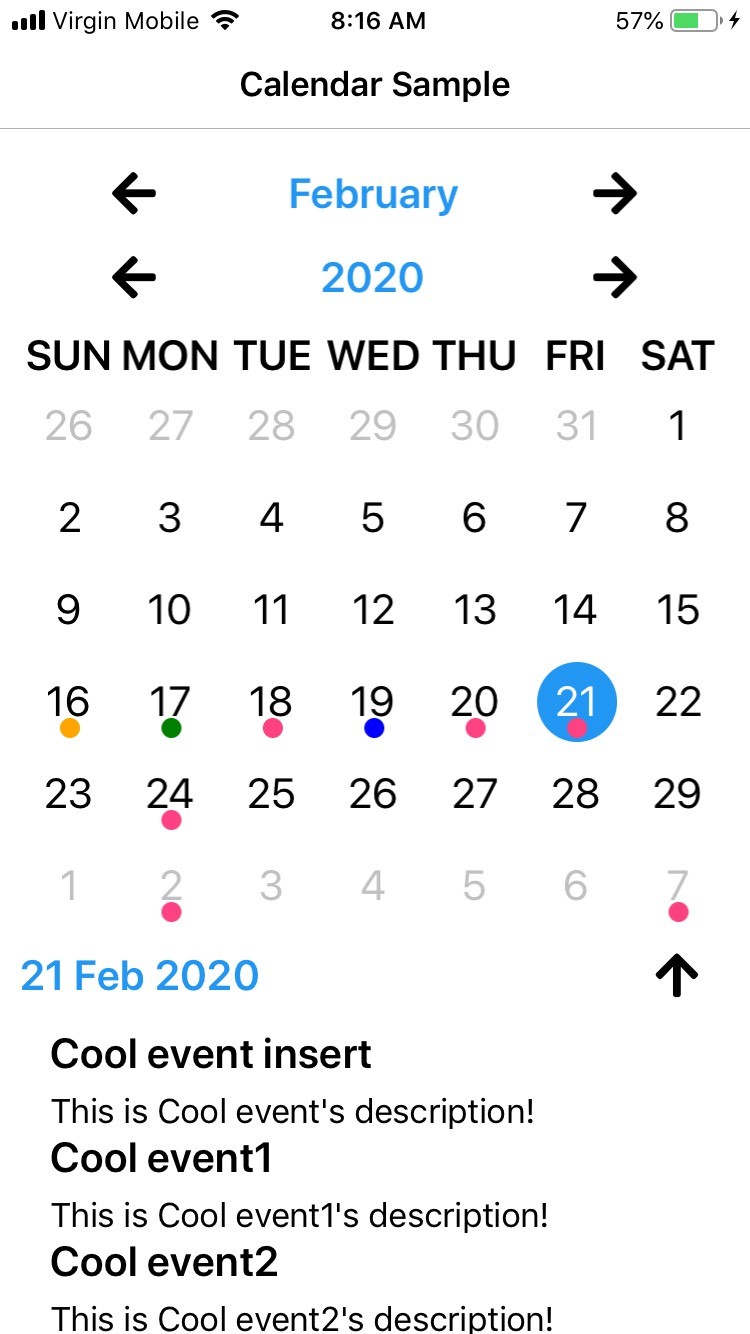 Virgin Mobile 8:16 AM 57%
Calendar Sample
February
2020
SUN MON TUE WED THU FRI SAT
26 27 28 29 30 31 1
2 3 4 5 6 7 8
9 10 11 12 13 14 15
16 17 18 19 20 21 22
23 24 25 26 27 28 29
1 2 3 4 5 6 7
21 Feb 2020
Cool event insert
This is Cool event's description!
Cool event1
This is Cool event1's description!
Cool event2
This is Cool event2's description!